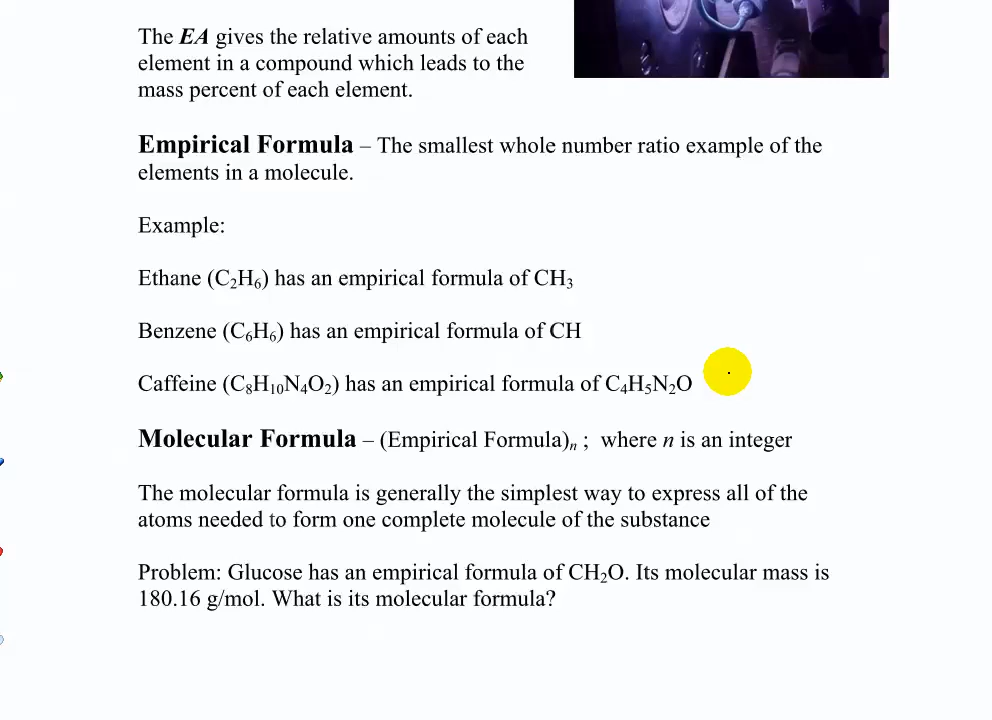 The EA gives the relative amounts of each
element in a compound which leads to the
mass percent of each element.
Empirical Formula – The smallest whole number ratio example of the
elements in a molecule.
Example:
Ethane (C₂H₆) has an empirical formula of CH₃
Benzene (C₆H₆) has an empirical formula of CH
Caffeine (C₈H₁₀N₄O₂) has an empirical formula of C₄H₅N₂O
Molecular Formula – (Empirical Formula)ₙ ; where n is an integer
The molecular formula is generally the simplest way to express all of the
atoms needed to form one complete molecule of the substance
Problem: Glucose has an empirical formula of CH₂O. Its molecular mass is
180.16 g/mol. What is its molecular formula?